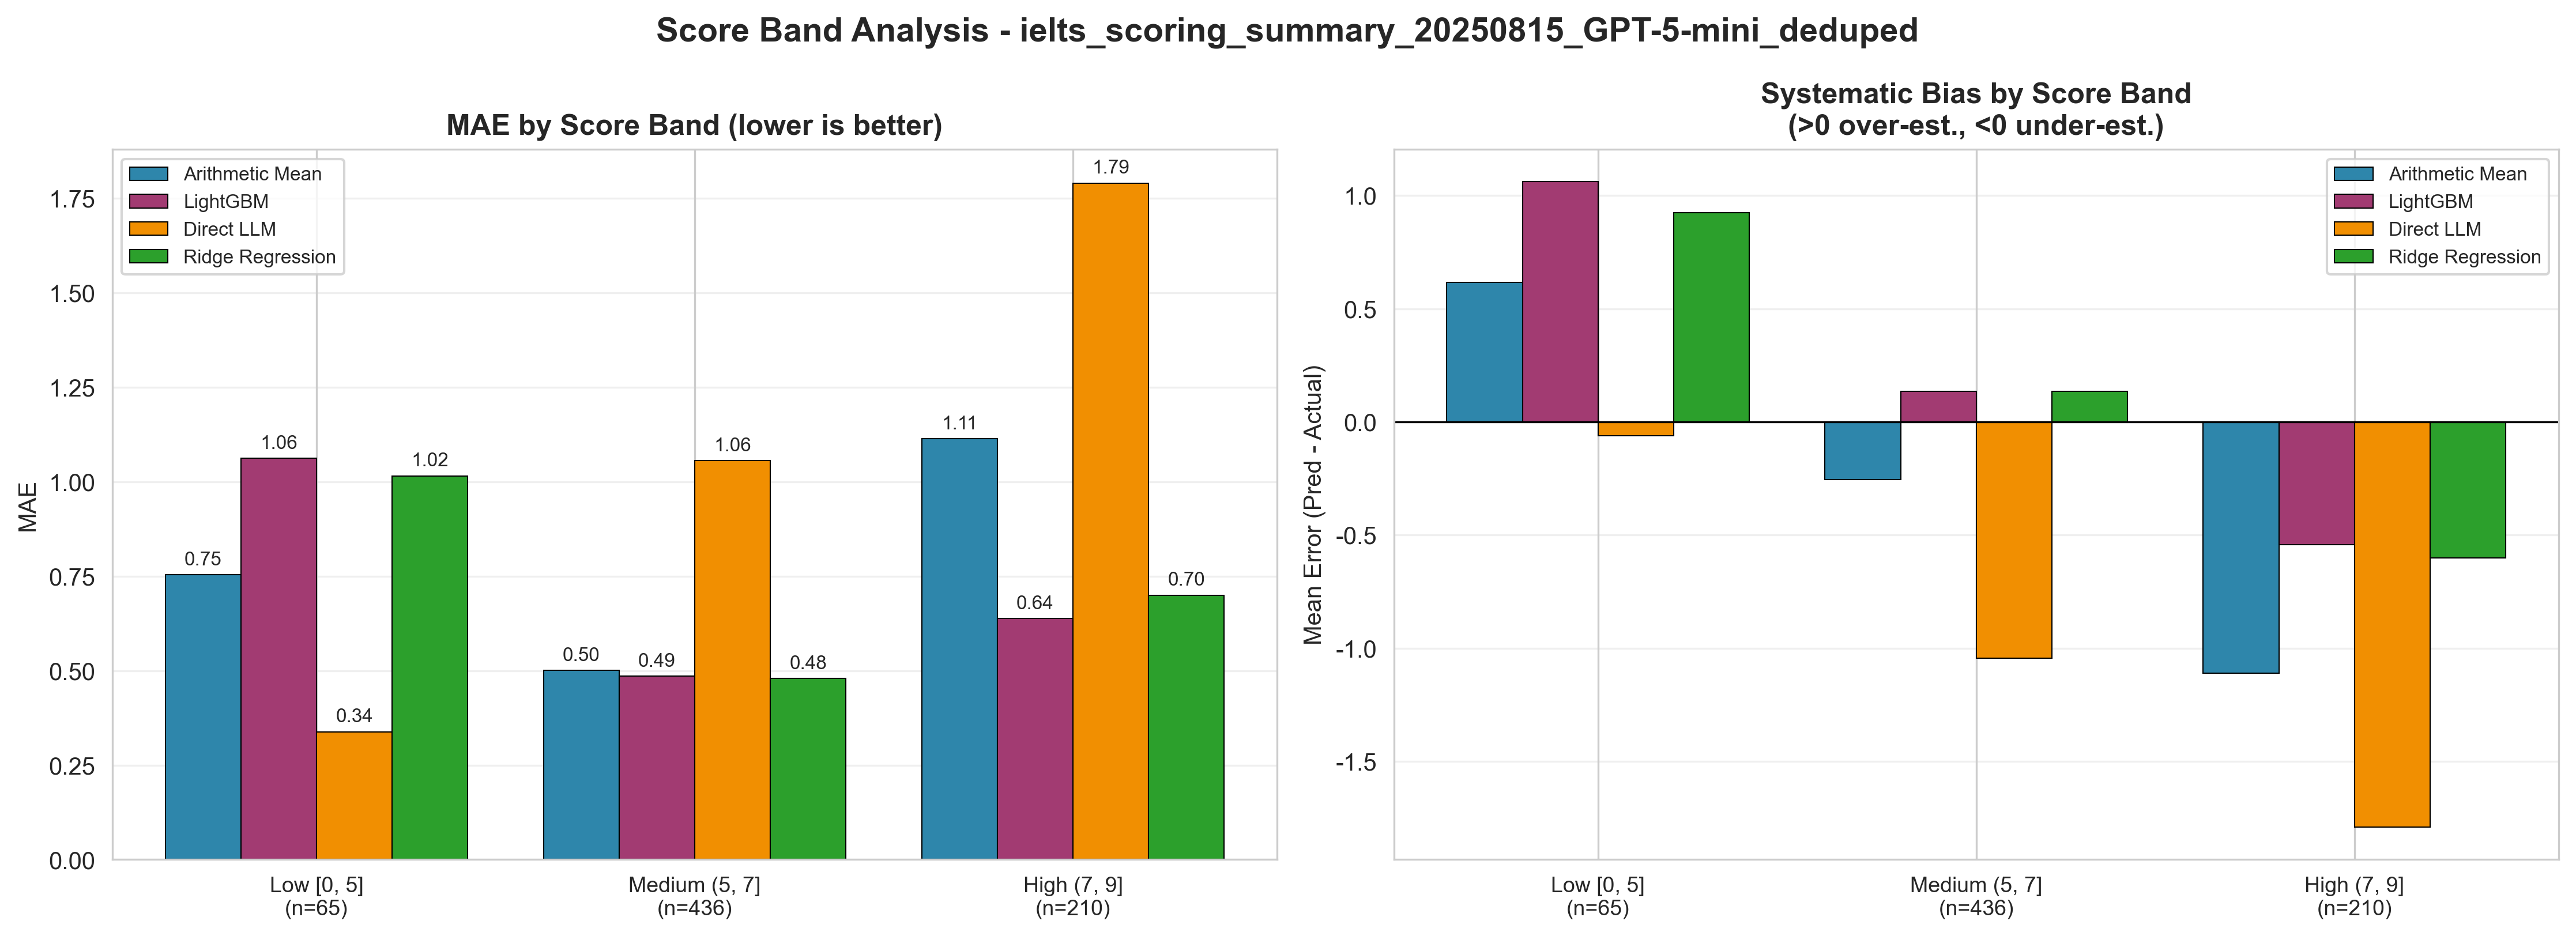 Score Band Analysis - ielts_scoring_summary_20250815_GPT-5-mini_deduped
MAE by Score Band (lower is better)
Arithmetic Mean
LightGBM
Direct LLM
Ridge Regression
MAE
1.75
1.50
1.25
1.00
0.75
0.50
0.25
0.00
0.75
1.06
0.34
1.02
0.50
0.49
1.06
0.48
1.11
0.64
1.79
0.70
Low [0, 5]
(n=65)
Medium (5, 7]
(n=436)
High (7, 9]
(n=210)
Systematic Bias by Score Band
(>0 over-est., <0 under-est.)
Arithmetic Mean
LightGBM
Direct LLM
Ridge Regression
Mean Error (Pred - Actual)
1.0
0.5
0.0
-0.5
-1.0
-1.5
Low [0, 5]
(n=65)
Medium (5, 7]
(n=436)
High (7, 9]
(n=210)